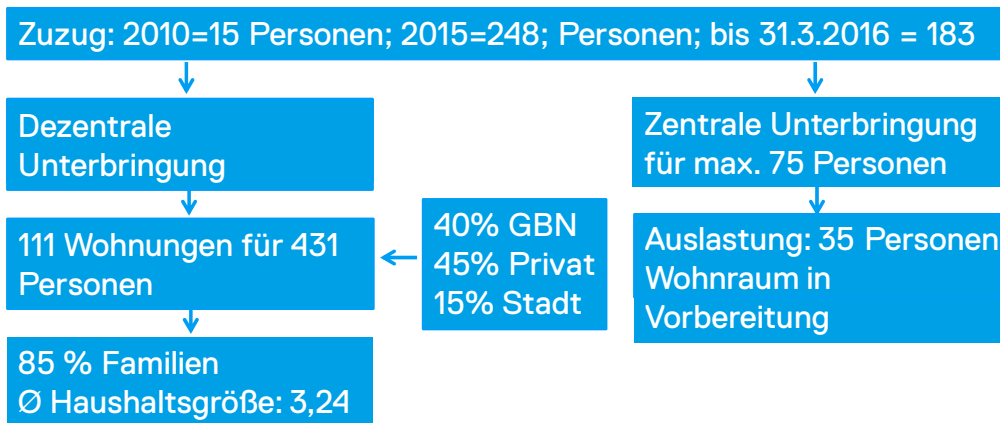 Zuzug: 2010=15 Personen; 2015=248; Personen; bis 31.3.2016 = 183
Dezentrale
Unterbringung
111 Wohnungen für 431
Personen
40% GBN
45% Privat
15% Stadt
85 % Familien
Ø Haushaltsgröße: 3,24
Zentrale Unterbringung
für max. 75 Personen
Auslastung: 35 Personen
Wohnraum in
Vorbereitung